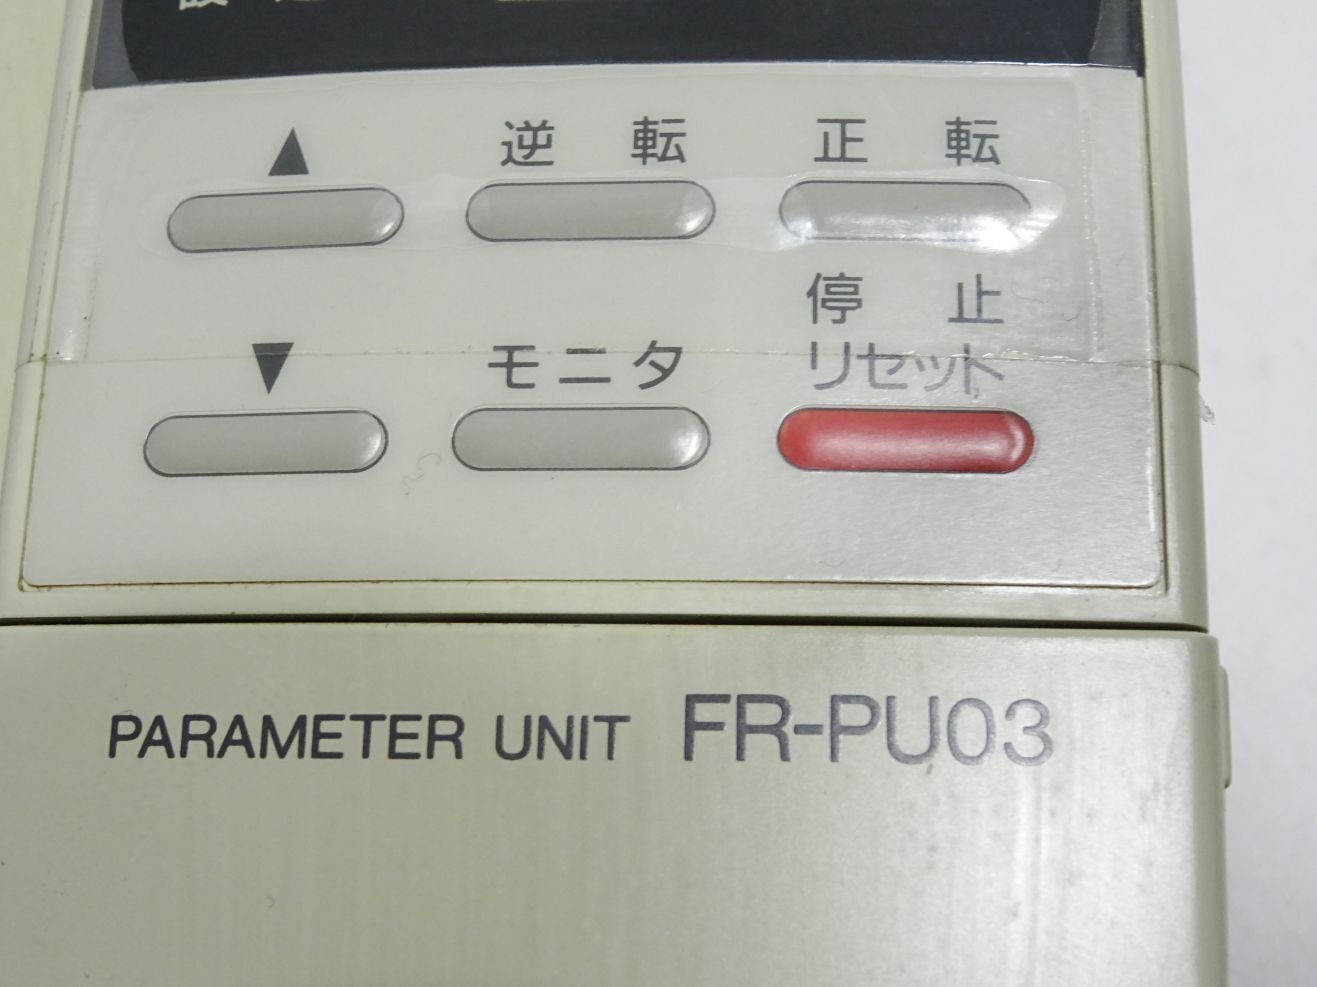 ▲ 逆転 正転
停止
▼ モニタ リセット
PARAMETER UNIT FR-PU03